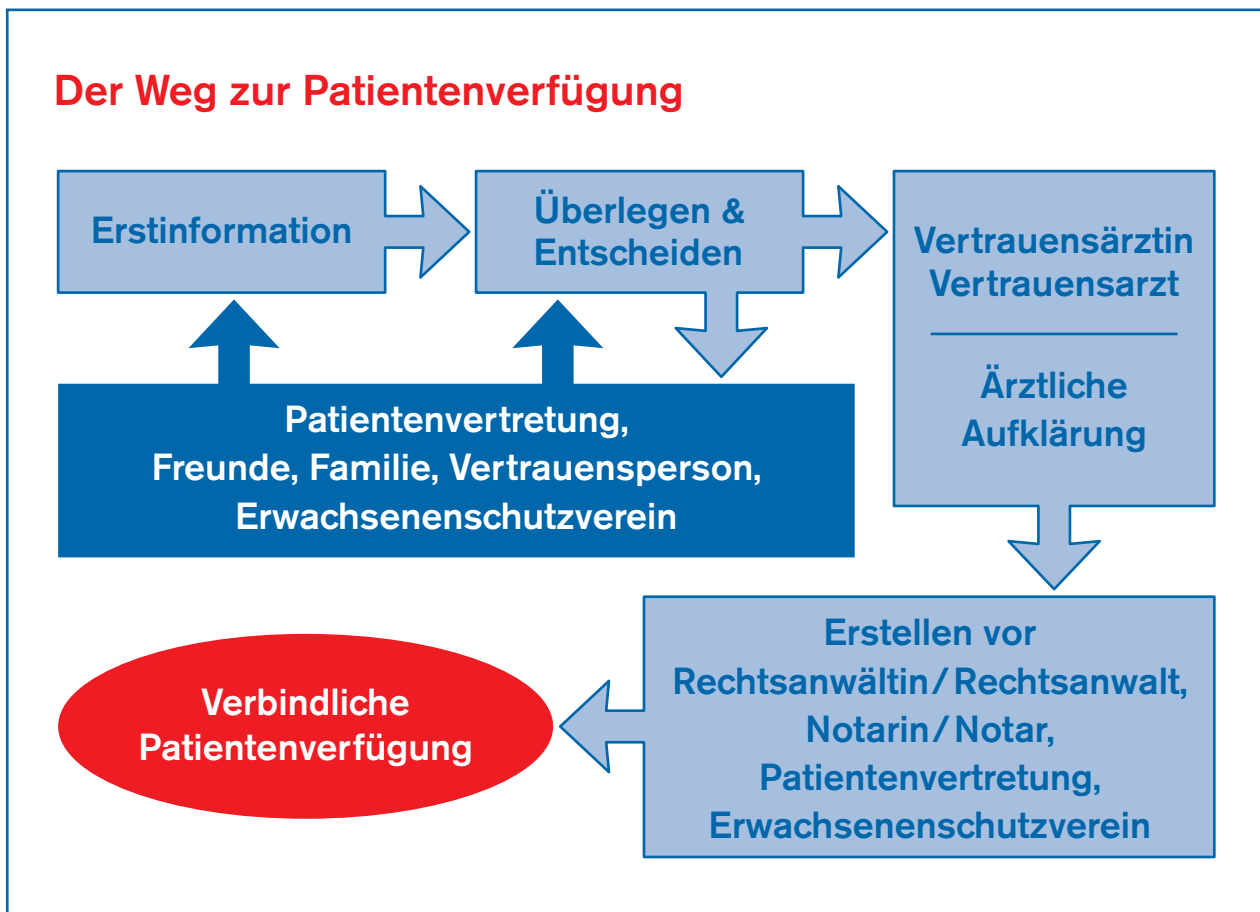 Der Weg zur Patientenverfügung
Erstinformation
Überlegen &
Entscheiden
Vertrauensärztin
Vertrauensarzt
Ärztliche
Aufklärung
Patientenvertretung,
Freunde, Familie, Vertrauensperson,
Erwachsenenschutzverein
Erstellen vor
Rechtsanwältin/Rechtsanwalt,
Notarin/Notar,
Patientenvertretung,
Erwachsenenschutzverein
Verbindliche
Patientenverfügung